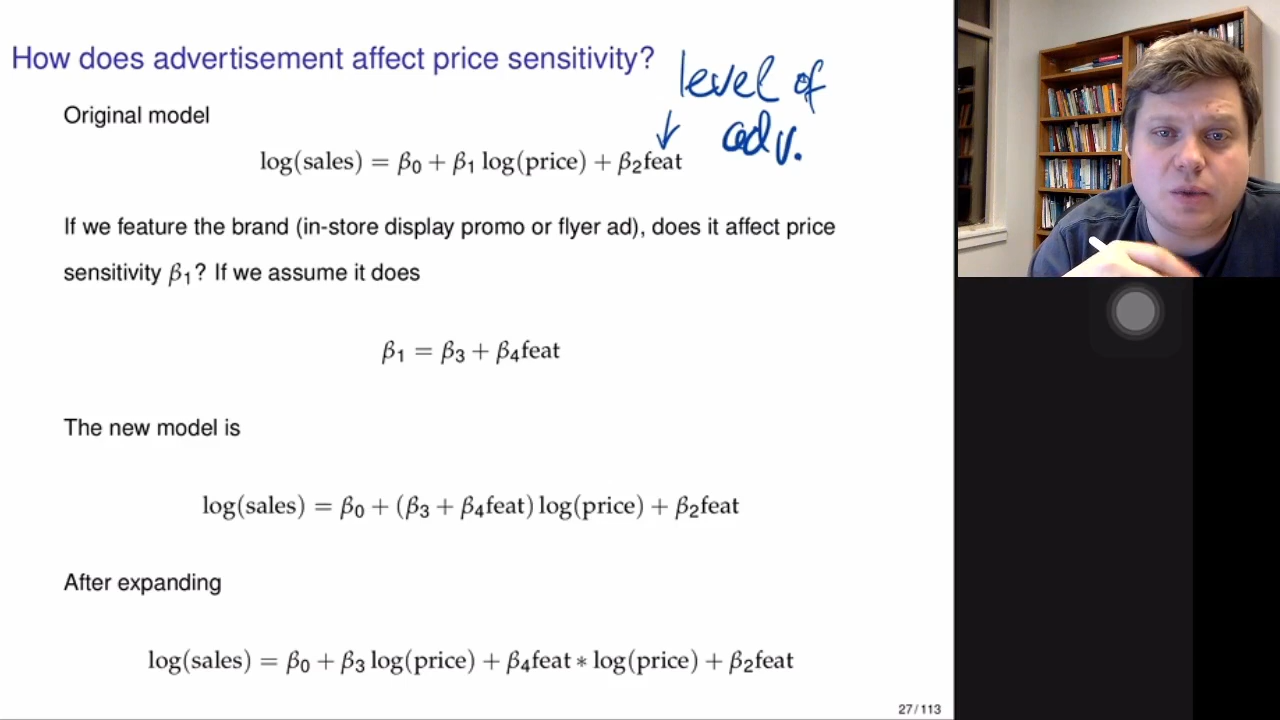 How does advertisement affect price sensitivity?
level of
adv.
Original model
log(sales) = β₀ + β₁ log(price) + β₂feat
If we feature the brand (in-store display promo or flyer ad), does it affect price
sensitivity β₁? If we assume it does
β₁ = β₃ + β₄feat
The new model is
log(sales) = β₀ + (β₃ + β₄feat) log(price) + β₂feat
After expanding
log(sales) = β₀ + β₃ log(price) + β₄feat ∗ log(price) + β₂feat
27 / 113